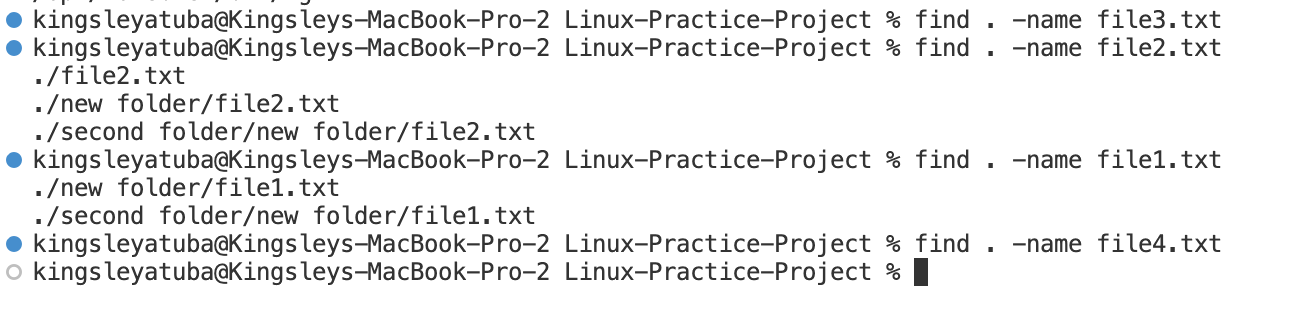 kingsleyatuba@Kingsleys-MacBook-Pro-2 Linux-Practice-Project % find . -name file3.txt
kingsleyatuba@Kingsleys-MacBook-Pro-2 Linux-Practice-Project % find . -name file2.txt
./file2.txt
./new folder/file2.txt
./second folder/new folder/file2.txt
kingsleyatuba@Kingsleys-MacBook-Pro-2 Linux-Practice-Project % find . -name file1.txt
./new folder/file1.txt
./second folder/new folder/file1.txt
kingsleyatuba@Kingsleys-MacBook-Pro-2 Linux-Practice-Project % find . -name file4.txt
kingsleyatuba@Kingsleys-MacBook-Pro-2 Linux-Practice-Project %